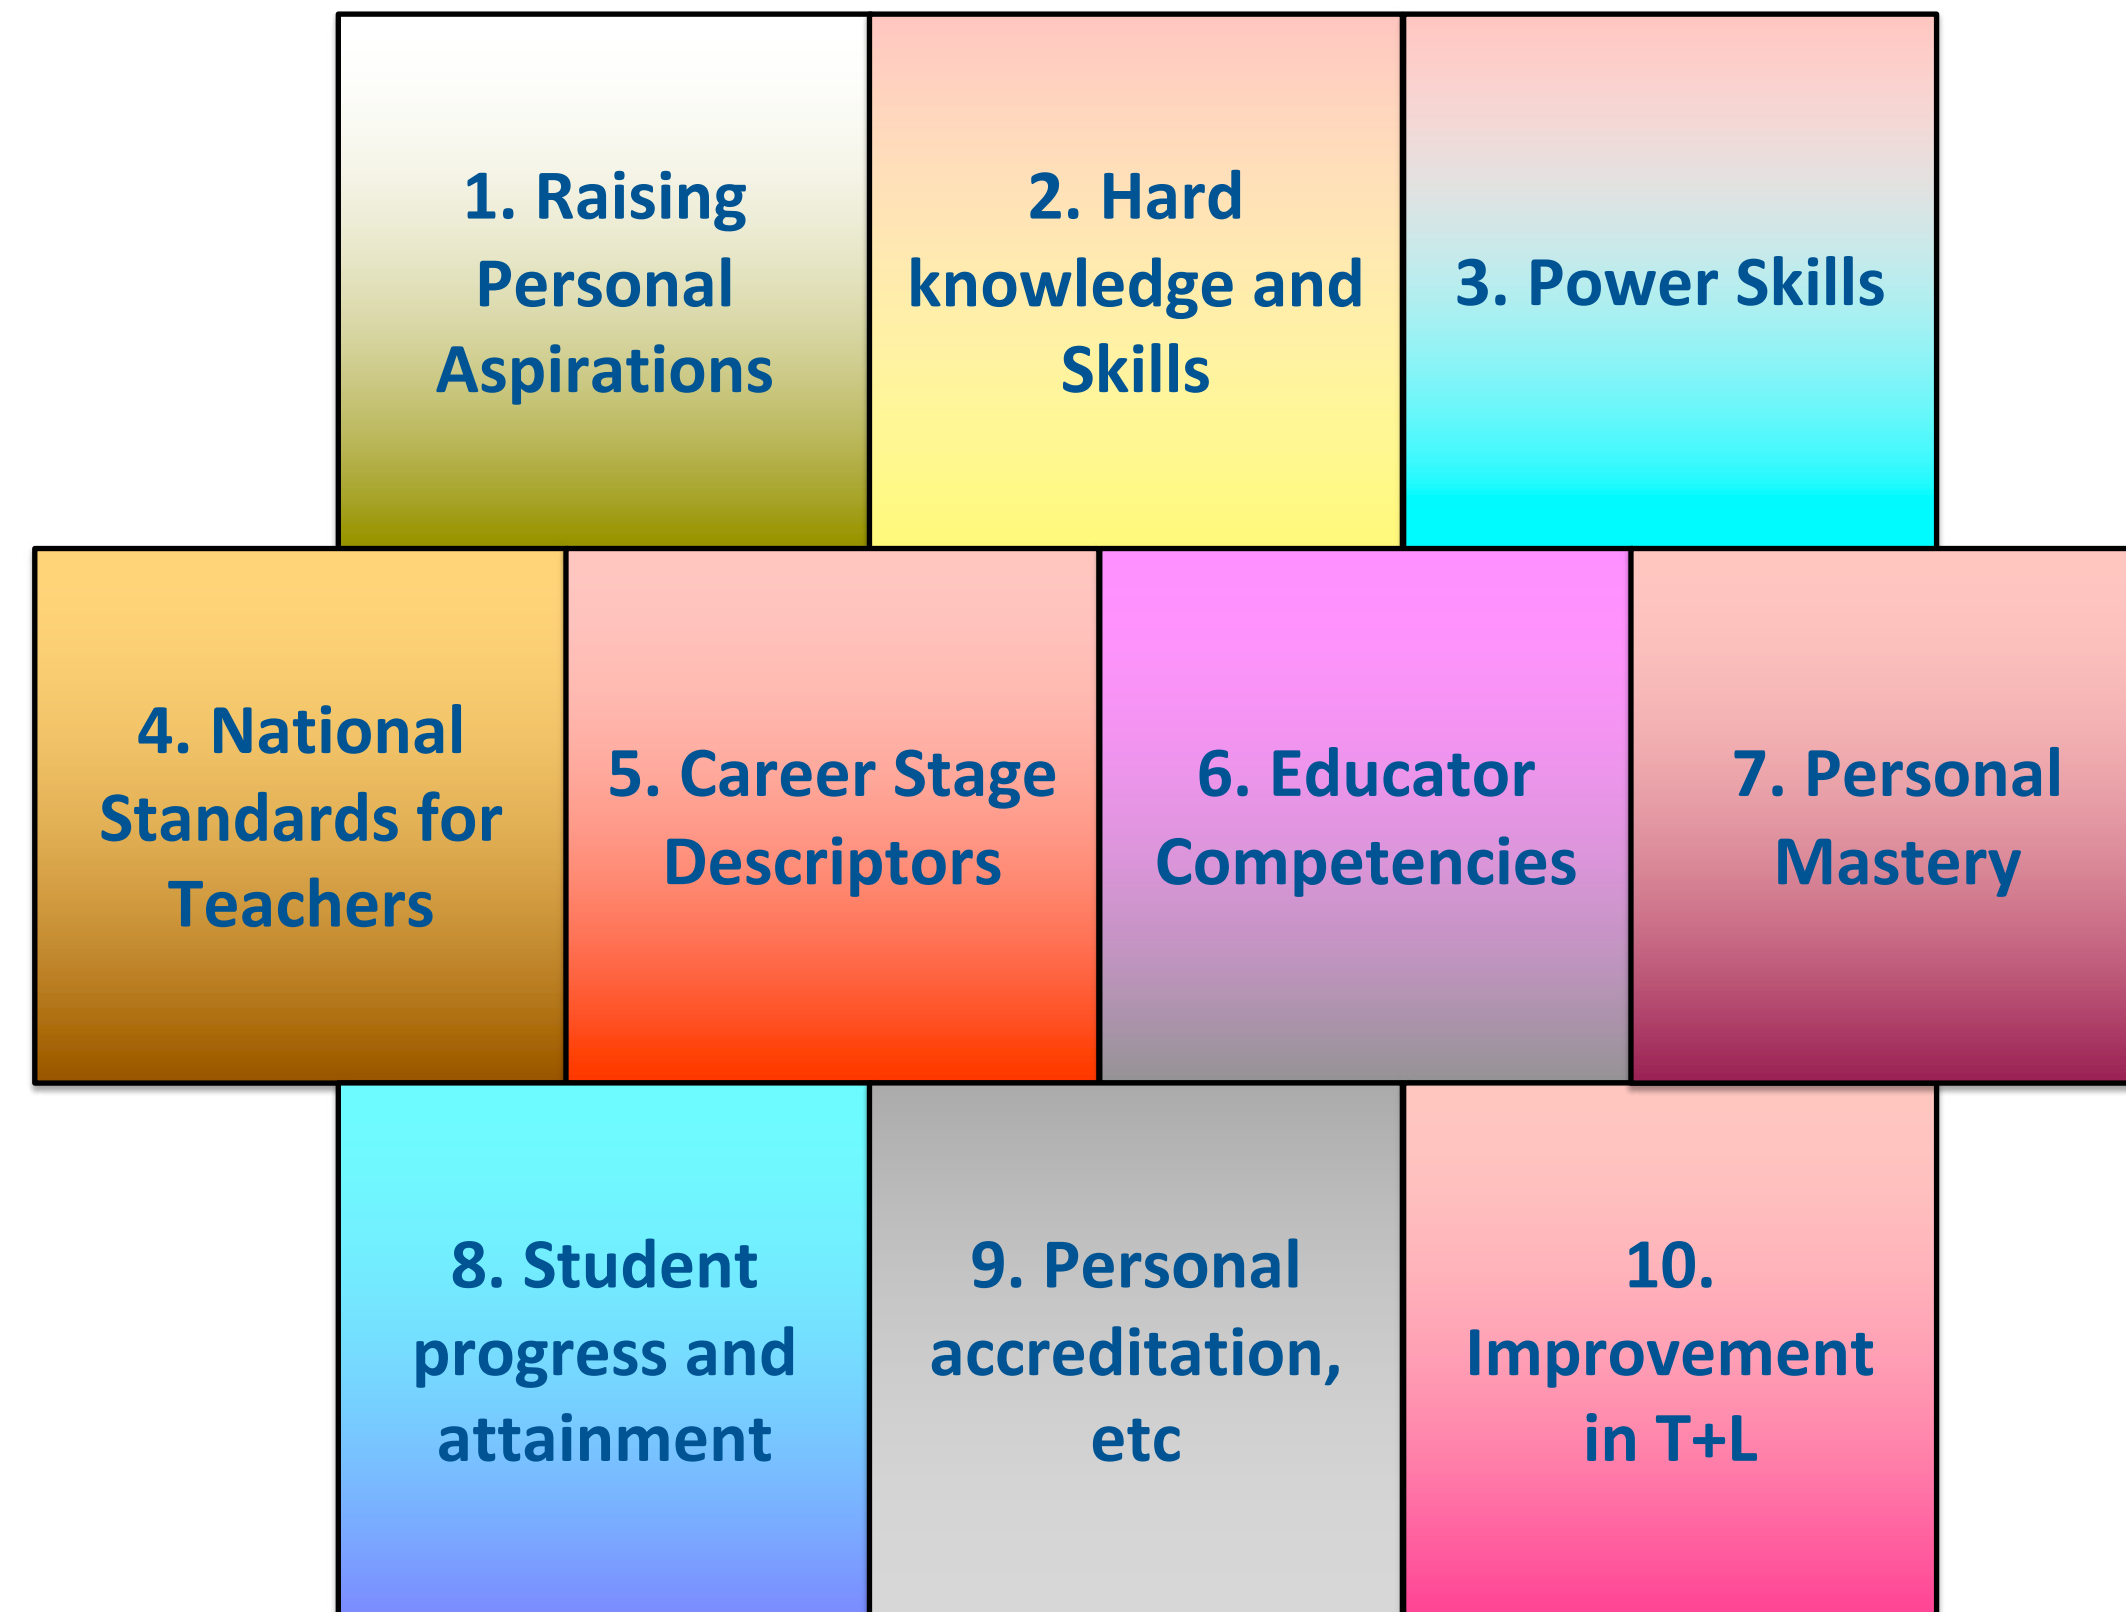 1. Raising
Personal
Aspirations
2. Hard
knowledge and
Skills
3. Power Skills
4. National
Standards for
Teachers
5. Career Stage
Descriptors
6. Educator
Competencies
7. Personal
Mastery
8. Student
progress and
attainment
9. Personal
accreditation,
etc
10.
Improvement
in T+L